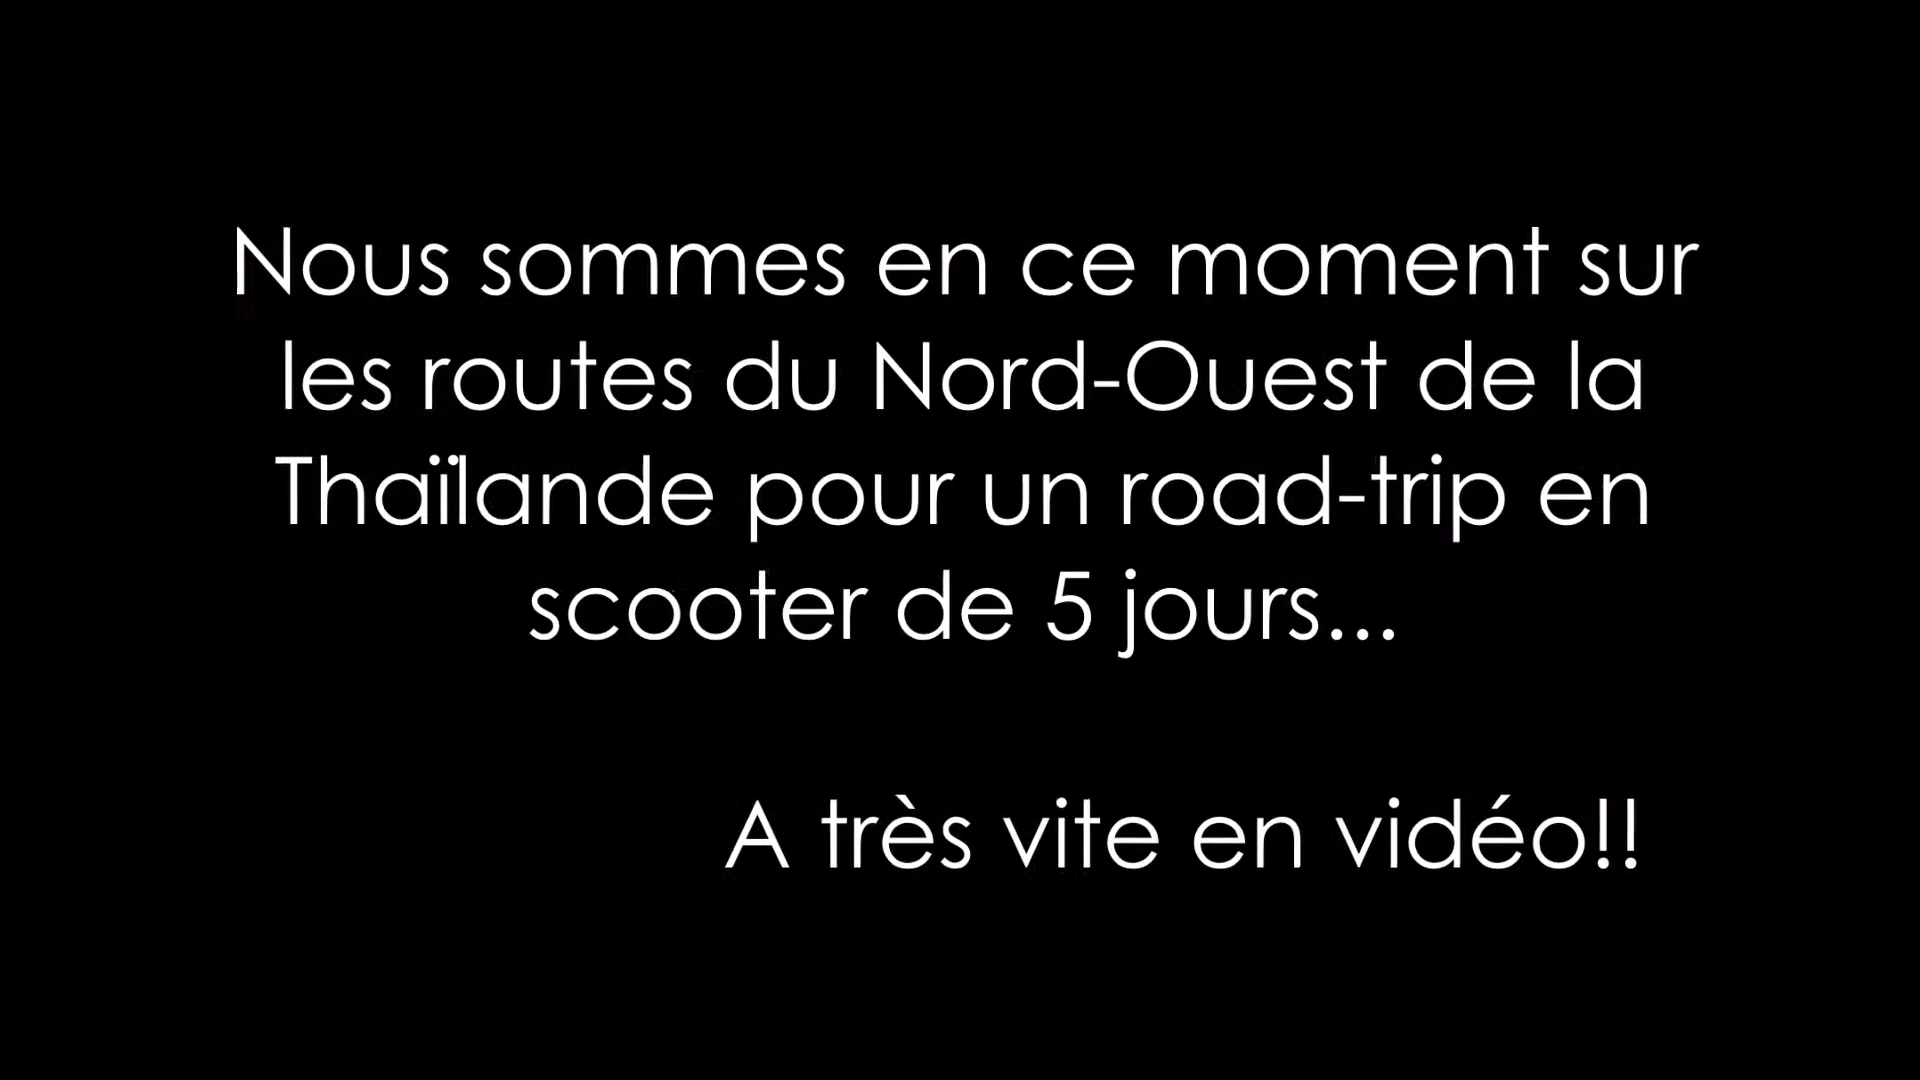 Nous sommes en ce moment sur
les routes du Nord-Ouest de la
Thaïlande pour un road-trip en
scooter de 5 jours...
A très vite en vidéo!!